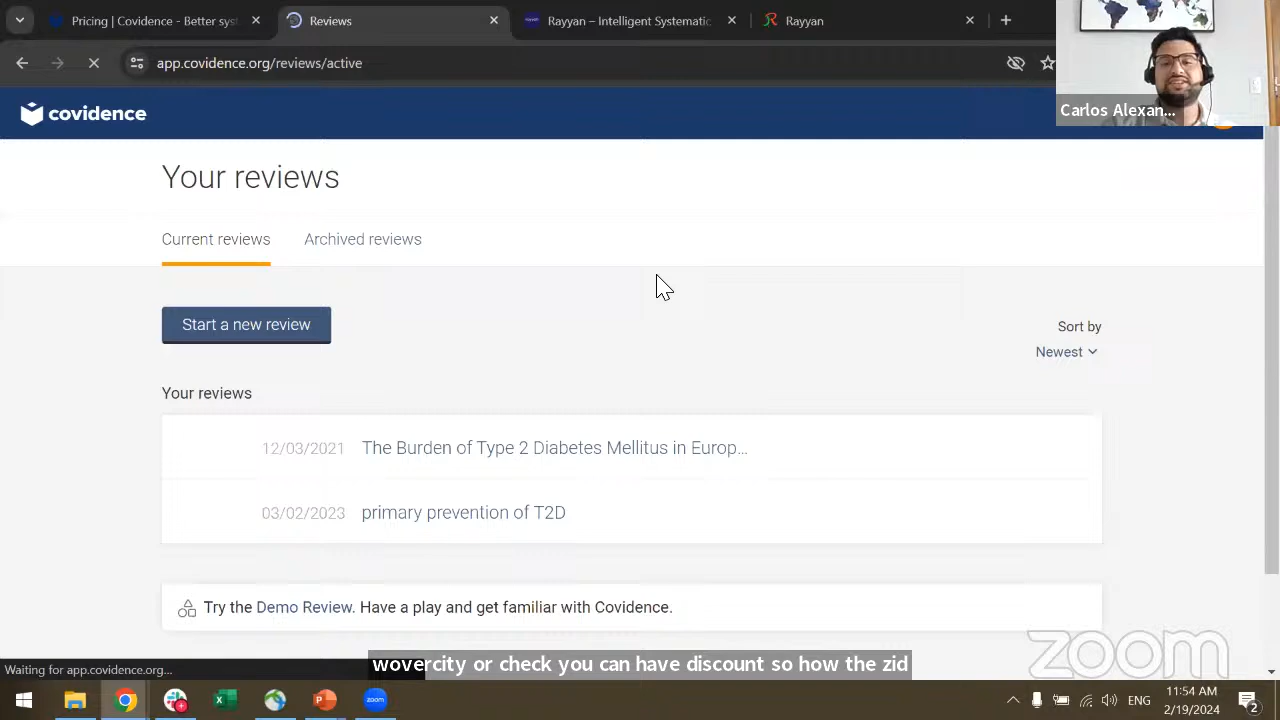 Pricing | Covidence - Better sys
Reviews
Rayyan – Intelligent Systematic
Rayyan
app.covidence.org/reviews/active
covidence
Carlos Alexan...
Your reviews
Current reviews
Archived reviews
Start a new review
Sort by
Newest
Your reviews
12/03/2021 The Burden of Type 2 Diabetes Mellitus in Europ...
03/02/2023 primary prevention of T2D
Try the Demo Review. Have a play and get familiar with Covidence.
zoom
Waiting for app.covidence.org...
wovercity or check you can have discount so how the zid
zoom
ENG
11:54 AM
2/19/2024
2